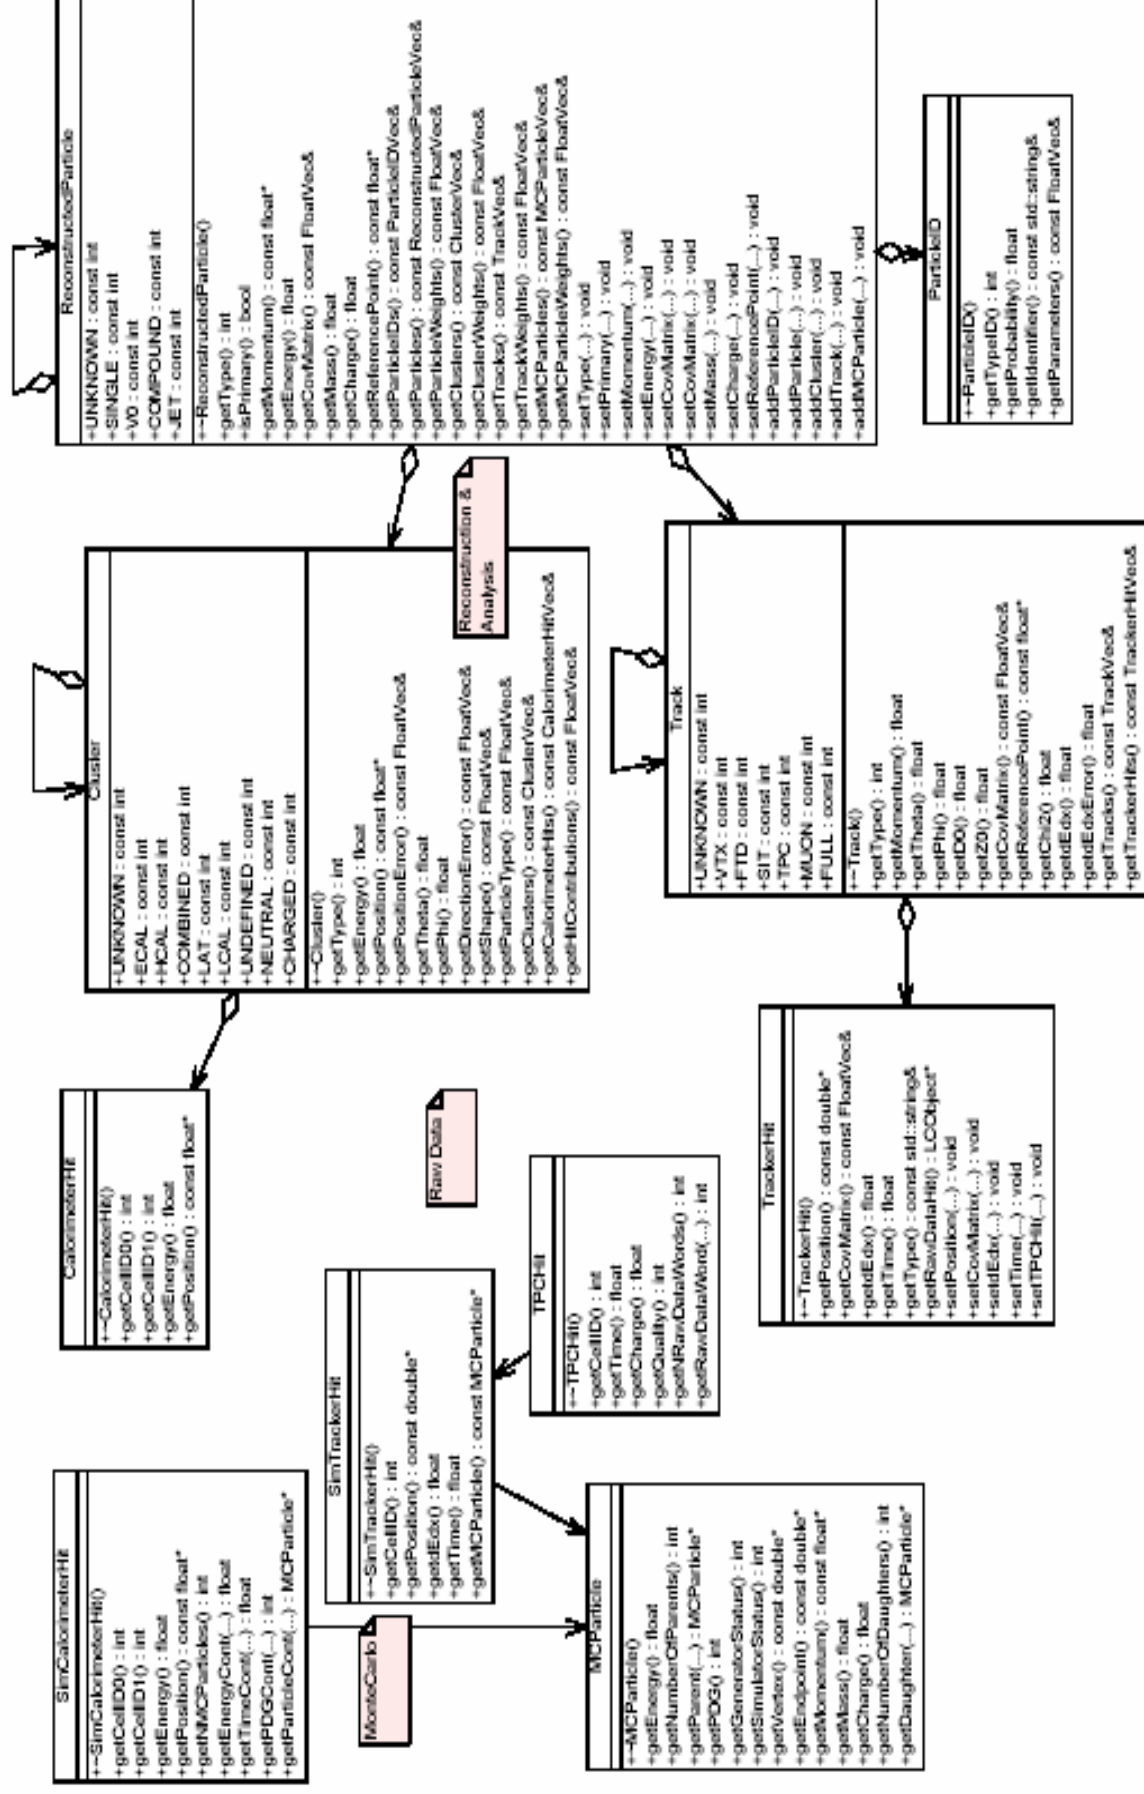 ReconstructedParticle
+UNKNOWN : const int
+SINGLE : const int
+V0 : const int
+COMPOUND : const int
+JET : const int
+~ReconstructedParticle()
+getType() : int
+isPrimary() : bool
+getMomentum() : const float*
+getEnergy() : float
+getCovMatrix() : const FloatVec&
+getMass() : float
+getCharge() : float
+getReferencePoint() : const float*
+getParticleIDs() : const ParticleIDVec&
+getParticles() : const ReconstructedParticleVec&
+getParticleWeights() : const FloatVec&
+getClusters() : const ClusterVec&
+getClusterWeights() : const FloatVec&
+getTracks() : const TrackVec&
+getTrackWeights() : const FloatVec&
+getMCParticles() : const MCParticleVec&
+getMCParticleWeights() : const FloatVec&
+setType(...) : void
+setPrimary(...) : void
+setMomentum(...) : void
+setEnergy(...) : void
+setCovMatrix(...) : void
+setCovMatrix(...) : void
+setMass(...) : void
+setCharge(...) : void
+setReferencePoint(...) : void
+addParticleID(...) : void
+addParticle(...) : void
+addCluster(...) : void
+addTrack(...) : void
+addMCParticle(...) : void
ParticleID
+~ParticleID()
+getTypeID() : int
+getProbability() : float
+getIdentifier() : const std::string&
+getParameters() : const FloatVec&
Cluster
+UNKNOWN : const int
+ECAL : const int
+HCAL : const int
+COMBINED : const int
+LAT : const int
+LCAL : const int
+UNDEFINED : const int
+NEUTRAL : const int
+CHARGED : const int
+~Cluster()
+getType() : int
+getEnergy() : float
+getPosition() : const float*
+getPositionError() : const FloatVec&
+getTheta() : float
+getPhi() : float
+getDirectionError() : const FloatVec&
+getShape() : const FloatVec&
+getParticleType() : const FloatVec&
+getClusters() : const ClusterVec&
+getCalorimeterHits() : const CalorimeterHitVec&
+getHitContributions() : const FloatVec&
Reconstruction &
Analysis
Track
+UNKNOWN : const int
+VTX : const int
+FTD : const int
+SIT : const int
+TPC : const int
+MUON : const int
+FULL : const int
+~Track()
+getType() : int
+getMomentum() : float
+getTheta() : float
+getPhi() : float
+getD0() : float
+getZ0() : float
+getCovMatrix() : const FloatVec&
+getReferencePoint() : const float*
+getChi2() : float
+getdEdx() : float
+getdEdxError() : float
+getTracks() : const TrackVec&
+getTrackerHits() : const TrackerHitVec&
CalorimeterHit
+~CalorimeterHit()
+getCellID0() : int
+getCellID1() : int
+getEnergy() : float
+getPosition() : const float*
Raw Data
TrackerHit
+~TrackerHit()
+getPosition() : const double*
+getCovMatrix() : const FloatVec&
+getdEdx() : float
+getTime() : float
+getType() : const std::string&
+getRawDataHit() : LCObject*
+setPosition(...) : void
+setCovMatrix(...) : void
+setdEdx(...) : void
+setTime(...) : void
+setTPCHit(...) : void
TPCHit
+~TPCHit()
+getCellID() : int
+getTime() : float
+getCharge() : float
+getQuality() : int
+getNRawDataWords() : int
+getRawDataWord(...) : int
SimTrackerHit
+~SimTrackerHit()
+getCellID() : int
+getPosition() : const double*
+getdEdx() : float
+getTime() : float
+getMCParticle() : const MCParticle*
SimCalorimeterHit
+~SimCalorimeterHit()
+getCellID0() : int
+getCellID1() : int
+getEnergy() : float
+getPosition() : const float*
+getNMCParticles() : int
+getEnergyCont(...) : float
+getTimeCont(...) : float
+getPDGCont(...) : int
+getParticleCont(...) : MCParticle*
MonteCarlo
MCParticle
+~MCParticle()
+getEnergy() : float
+getNumberOfParents() : int
+getParent(...) : MCParticle*
+getPDG() : int
+getGeneratorStatus() : int
+getSimulatorStatus() : int
+getVertex() : const double*
+getEndpoint() : const double*
+getMomentum() : const float*
+getMass() : float
+getCharge() : float
+getNumberOfDaughters() : int
+getDaughter(...) : MCParticle*